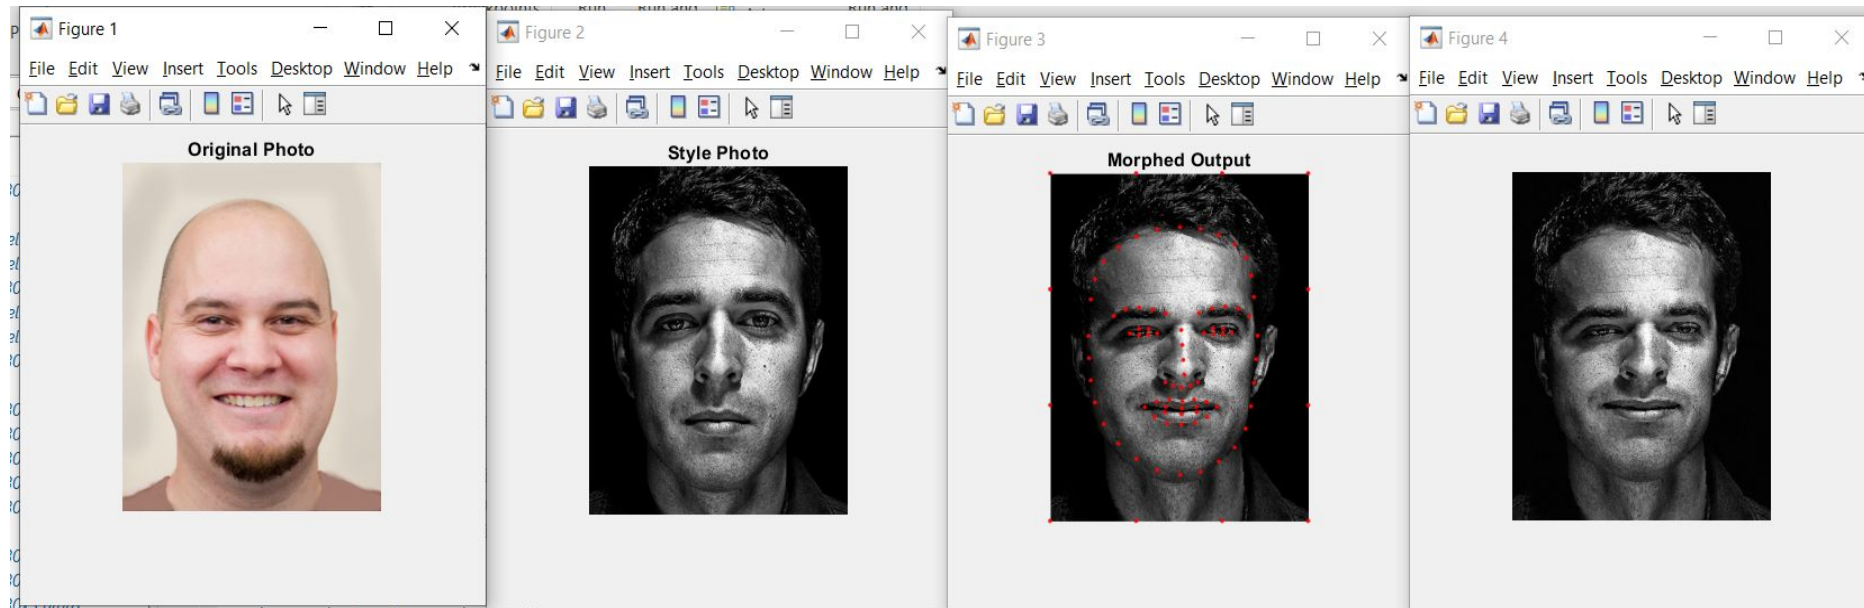 Figure 1
File Edit View Insert Tools Desktop Window Help
Original Photo
Figure 2
File Edit View Insert Tools Desktop Window Help
Style Photo
Figure 3
File Edit View Insert Tools Desktop Window Help
Morphed Output
Figure 4
File Edit View Insert Tools Desktop Window Help